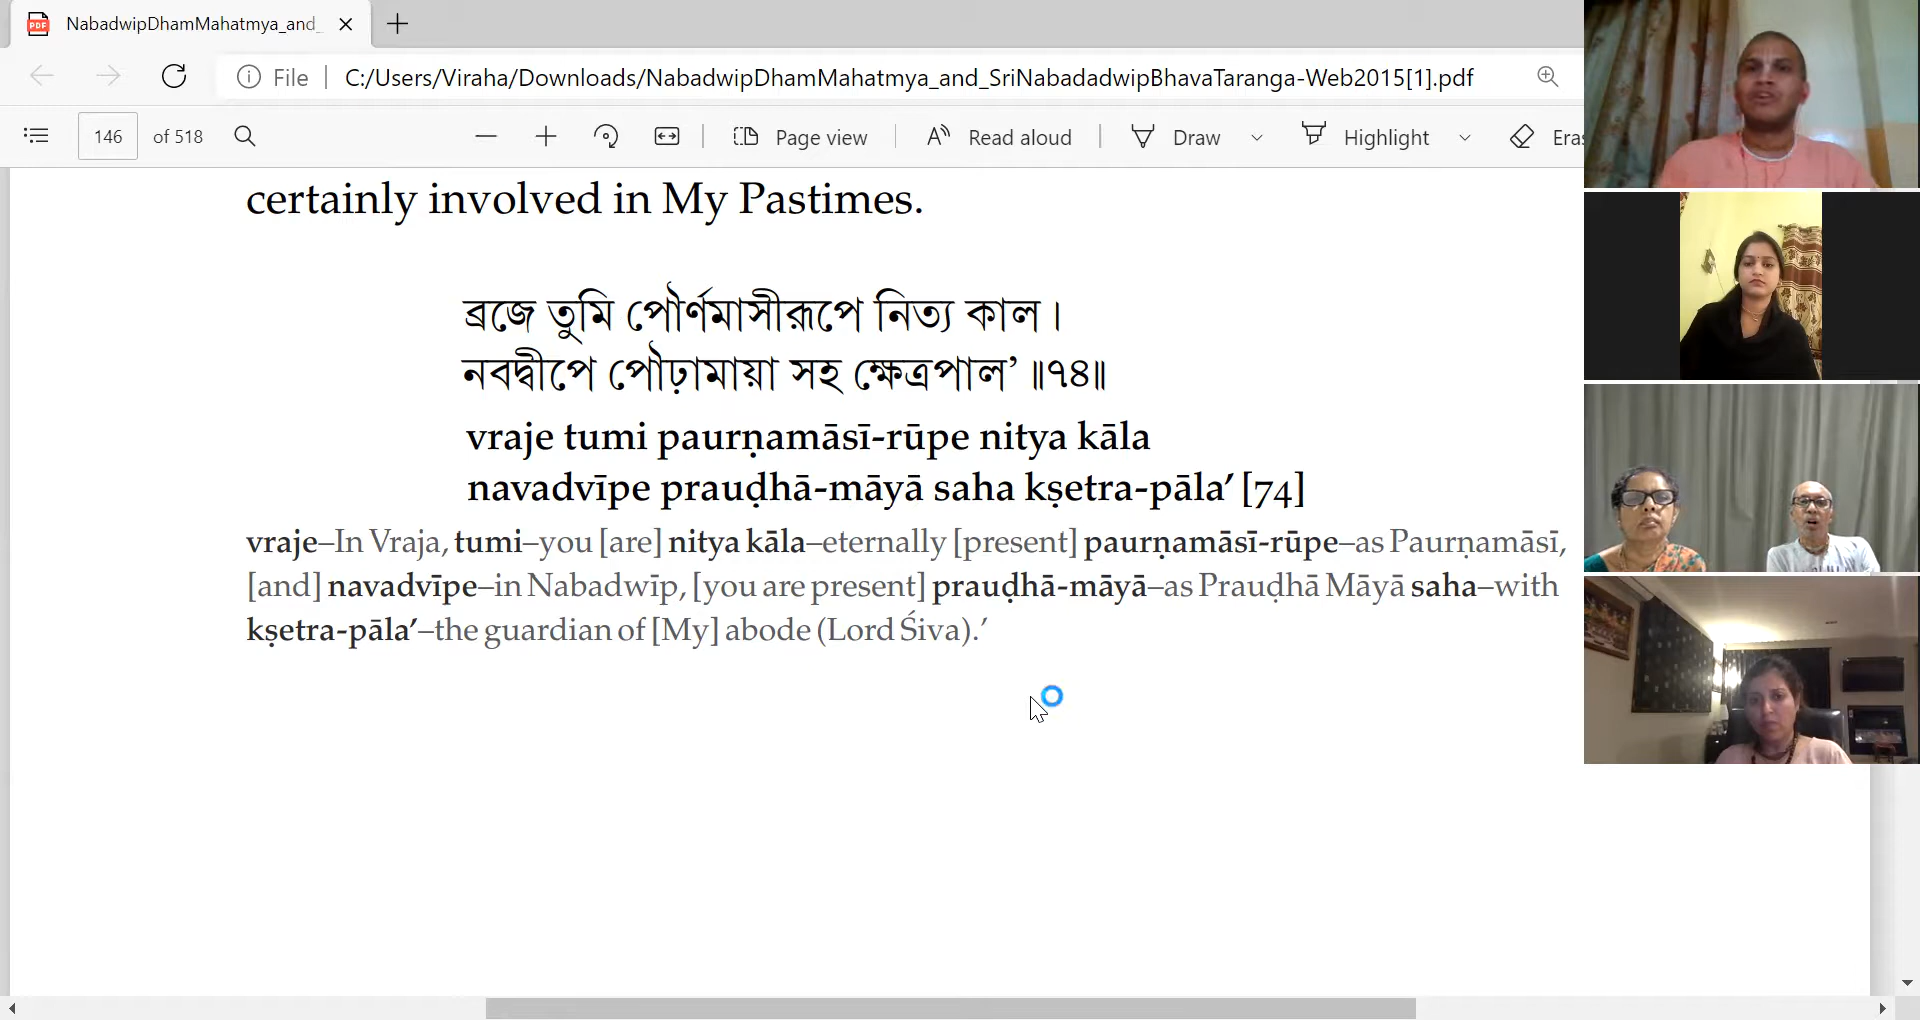 NabadwipDhamMahatmya_and_
File
C:/Users/Viraha/Downloads/NabadwipDhamMahatmya_and_SriNabadadwipBhavaTaranga-Web2015[1].pdf
146 of 518
Page view
Read aloud
Draw
Highlight
Eras
certainly involved in My Pastimes.
ব্রজে তুমি পৌর্ণমাসীরূপে নিত্য কাল।
নবদ্বীপে পৌঢ়ামায়া সহ ক্ষেত্রপাল’ ॥৭৪॥
vraje tumi paurṇamāsī-rūpe nitya kāla
navadvīpe prauḍhā-māyā saha kṣetra-pāla’ [74]
vraje–In Vraja, tumi–you [are] nitya kāla–eternally [present] paurṇamāsī-rūpe–as Paurṇamāsī,
[and] navadvīpe–in Nabadwīp, [you are present] prauḍhā-māyā–as Prauḍhā Māyā saha–with
kṣetra-pāla’–the guardian of [My] abode (Lord Śiva).’